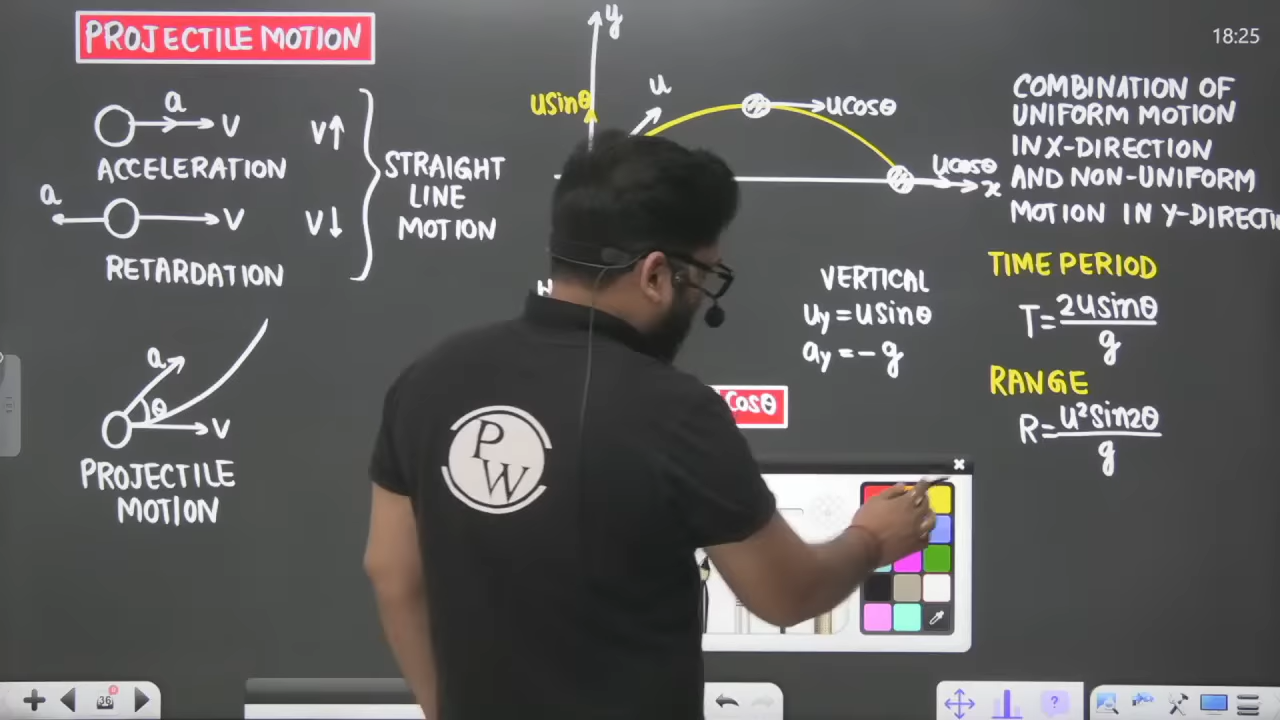 PROJECTILE MOTION
18:25
a
V
V↑
ACCELERATION
a
V
V↓
RETARDATION
STRAIGHT
LINE
MOTION
a
θ
V
PROJECTILE
MOTION
y
usinθ
u
ucosθ
ucosθ
x
COMBINATION OF
UNIFORM MOTION
IN X-DIRECTION
AND NON-UNIFORM
MOTION IN Y-DIRECTI
VERTICAL
uy = usinθ
ay = -g
cosθ
TIME PERIOD
T = 2usinθ
g
RANGE
R = u²sin2θ
g
PW
36